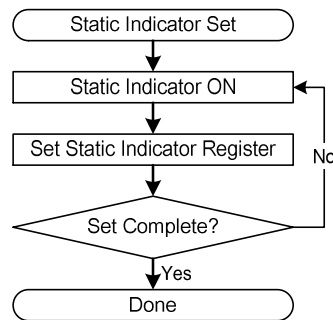 Static Indicator Set
Static Indicator ON
Set Static Indicator Register
No
Set Complete?
Yes
Done